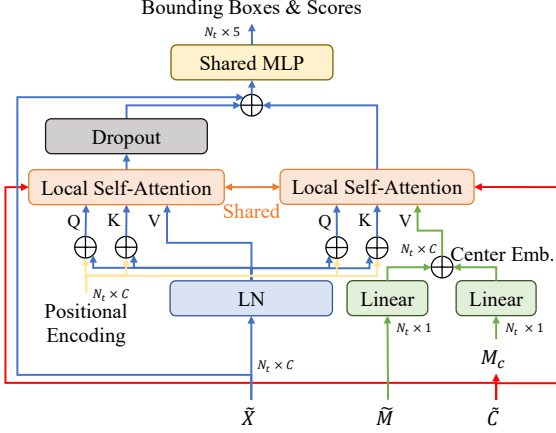 Bounding Boxes & Scores
N_t × 5
Shared MLP
Dropout
Local Self-Attention
Local Self-Attention
Shared
Q K V
Q K V
N_t × C
Center Emb.
N_t × C
Positional
Encoding
LN
Linear
Linear
N_t × 1
N_t × 1
M_c
N_t × C
X̃
M̃
C̃